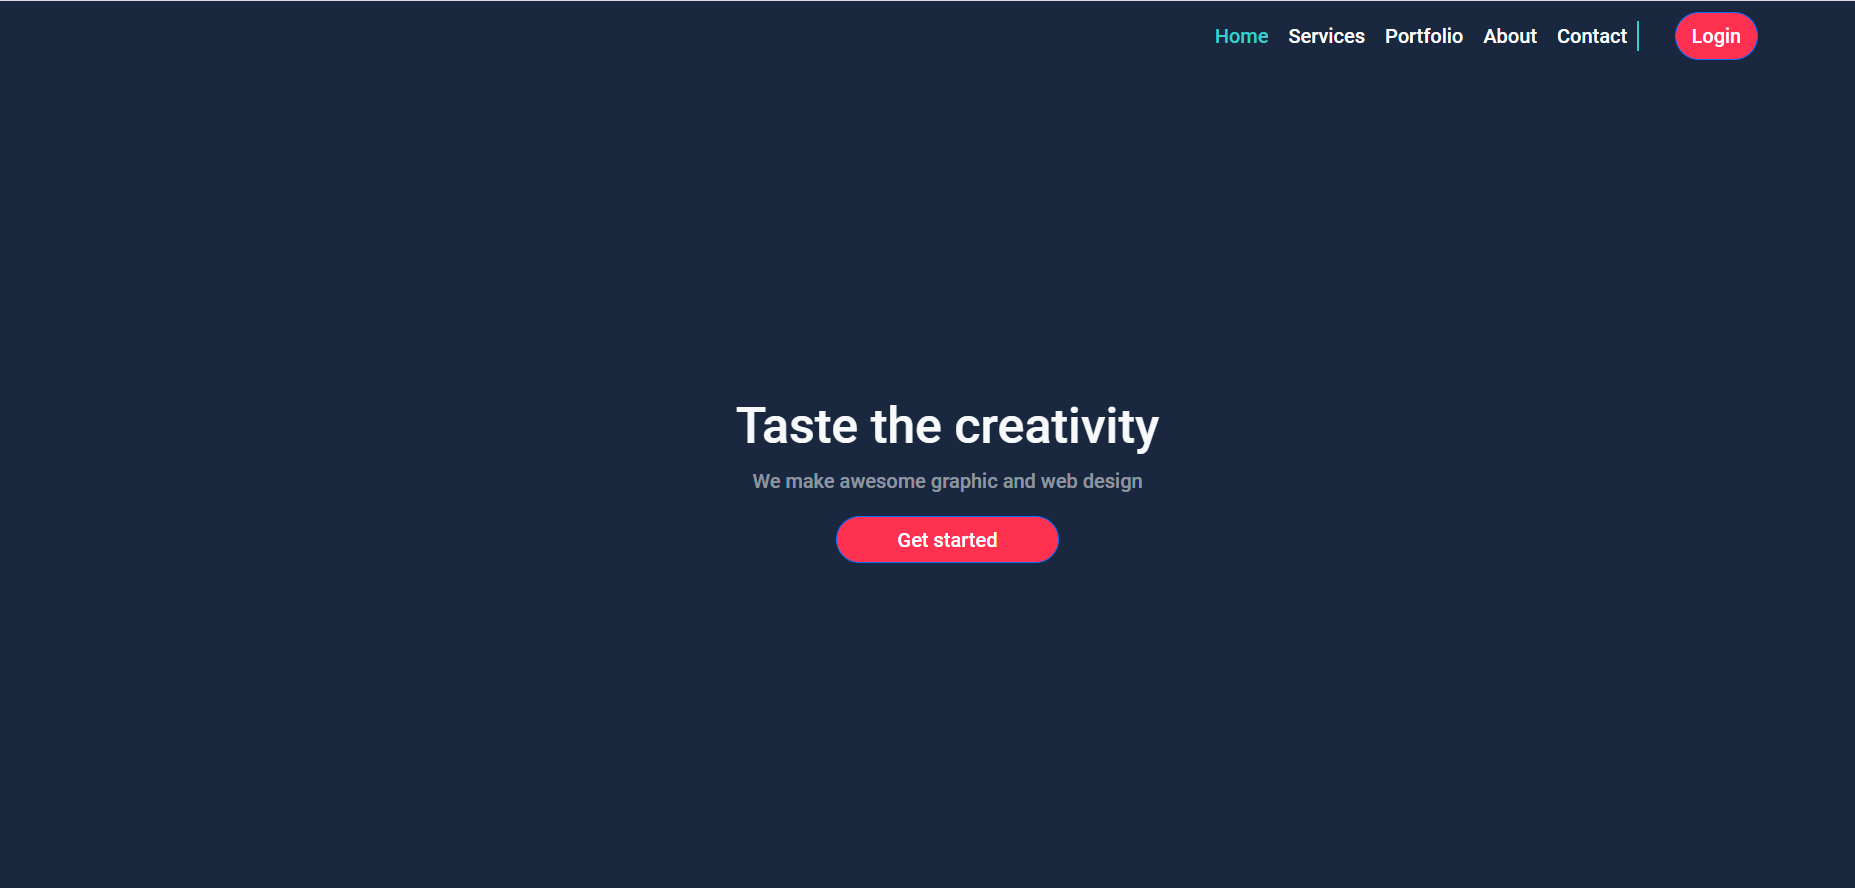 Home Services Portfolio About Contact Login
Taste the creativity
We make awesome graphic and web design
Get started